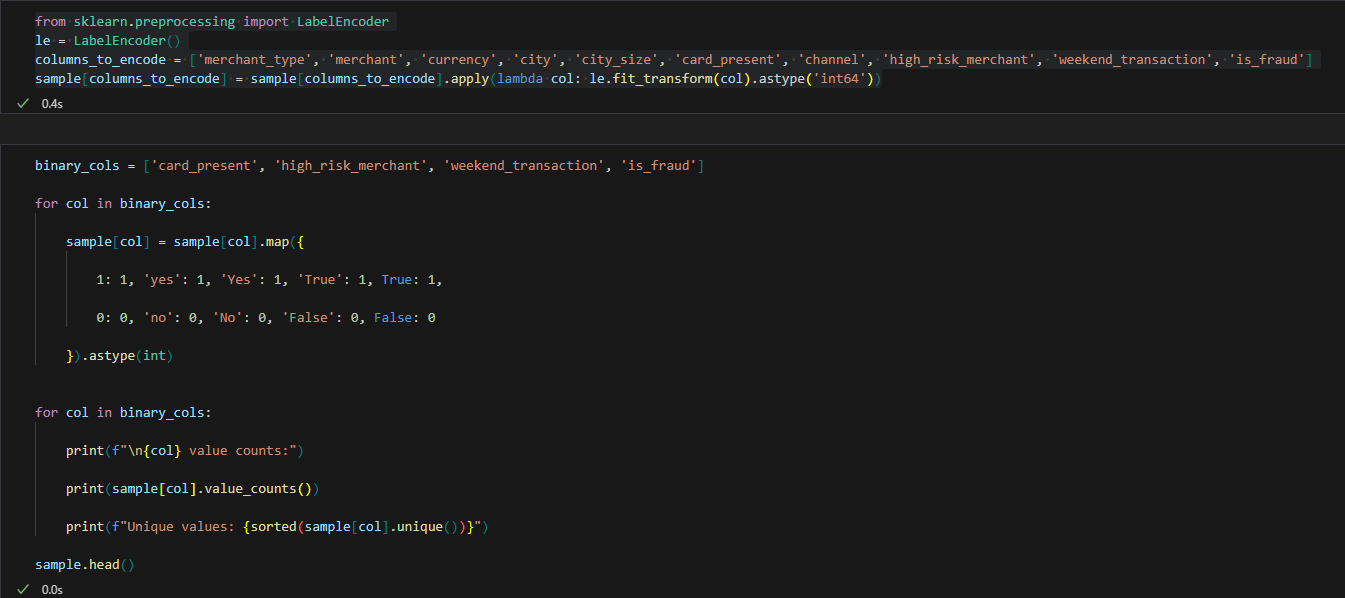 from sklearn.preprocessing import LabelEncoder
le = LabelEncoder()
columns_to_encode = ['merchant_type', 'merchant', 'currency', 'city', 'city_size', 'card_present', 'channel', 'high_risk_merchant', 'weekend_transaction', 'is_fraud']
sample[columns_to_encode] = sample[columns_to_encode].apply(lambda col: le.fit_transform(col).astype('int64'))
0.4s
binary_cols = ['card_present', 'high_risk_merchant', 'weekend_transaction', 'is_fraud']
for col in binary_cols:
sample[col] = sample[col].map({
1: 1, 'yes': 1, 'Yes': 1, 'True': 1, True: 1,
0: 0, 'no': 0, 'No': 0, 'False': 0, False: 0
}).astype(int)
for col in binary_cols:
print(f"\n{col} value counts:")
print(sample[col].value_counts())
print(f"Unique values: {sorted(sample[col].unique())}")
sample.head()
0.0s